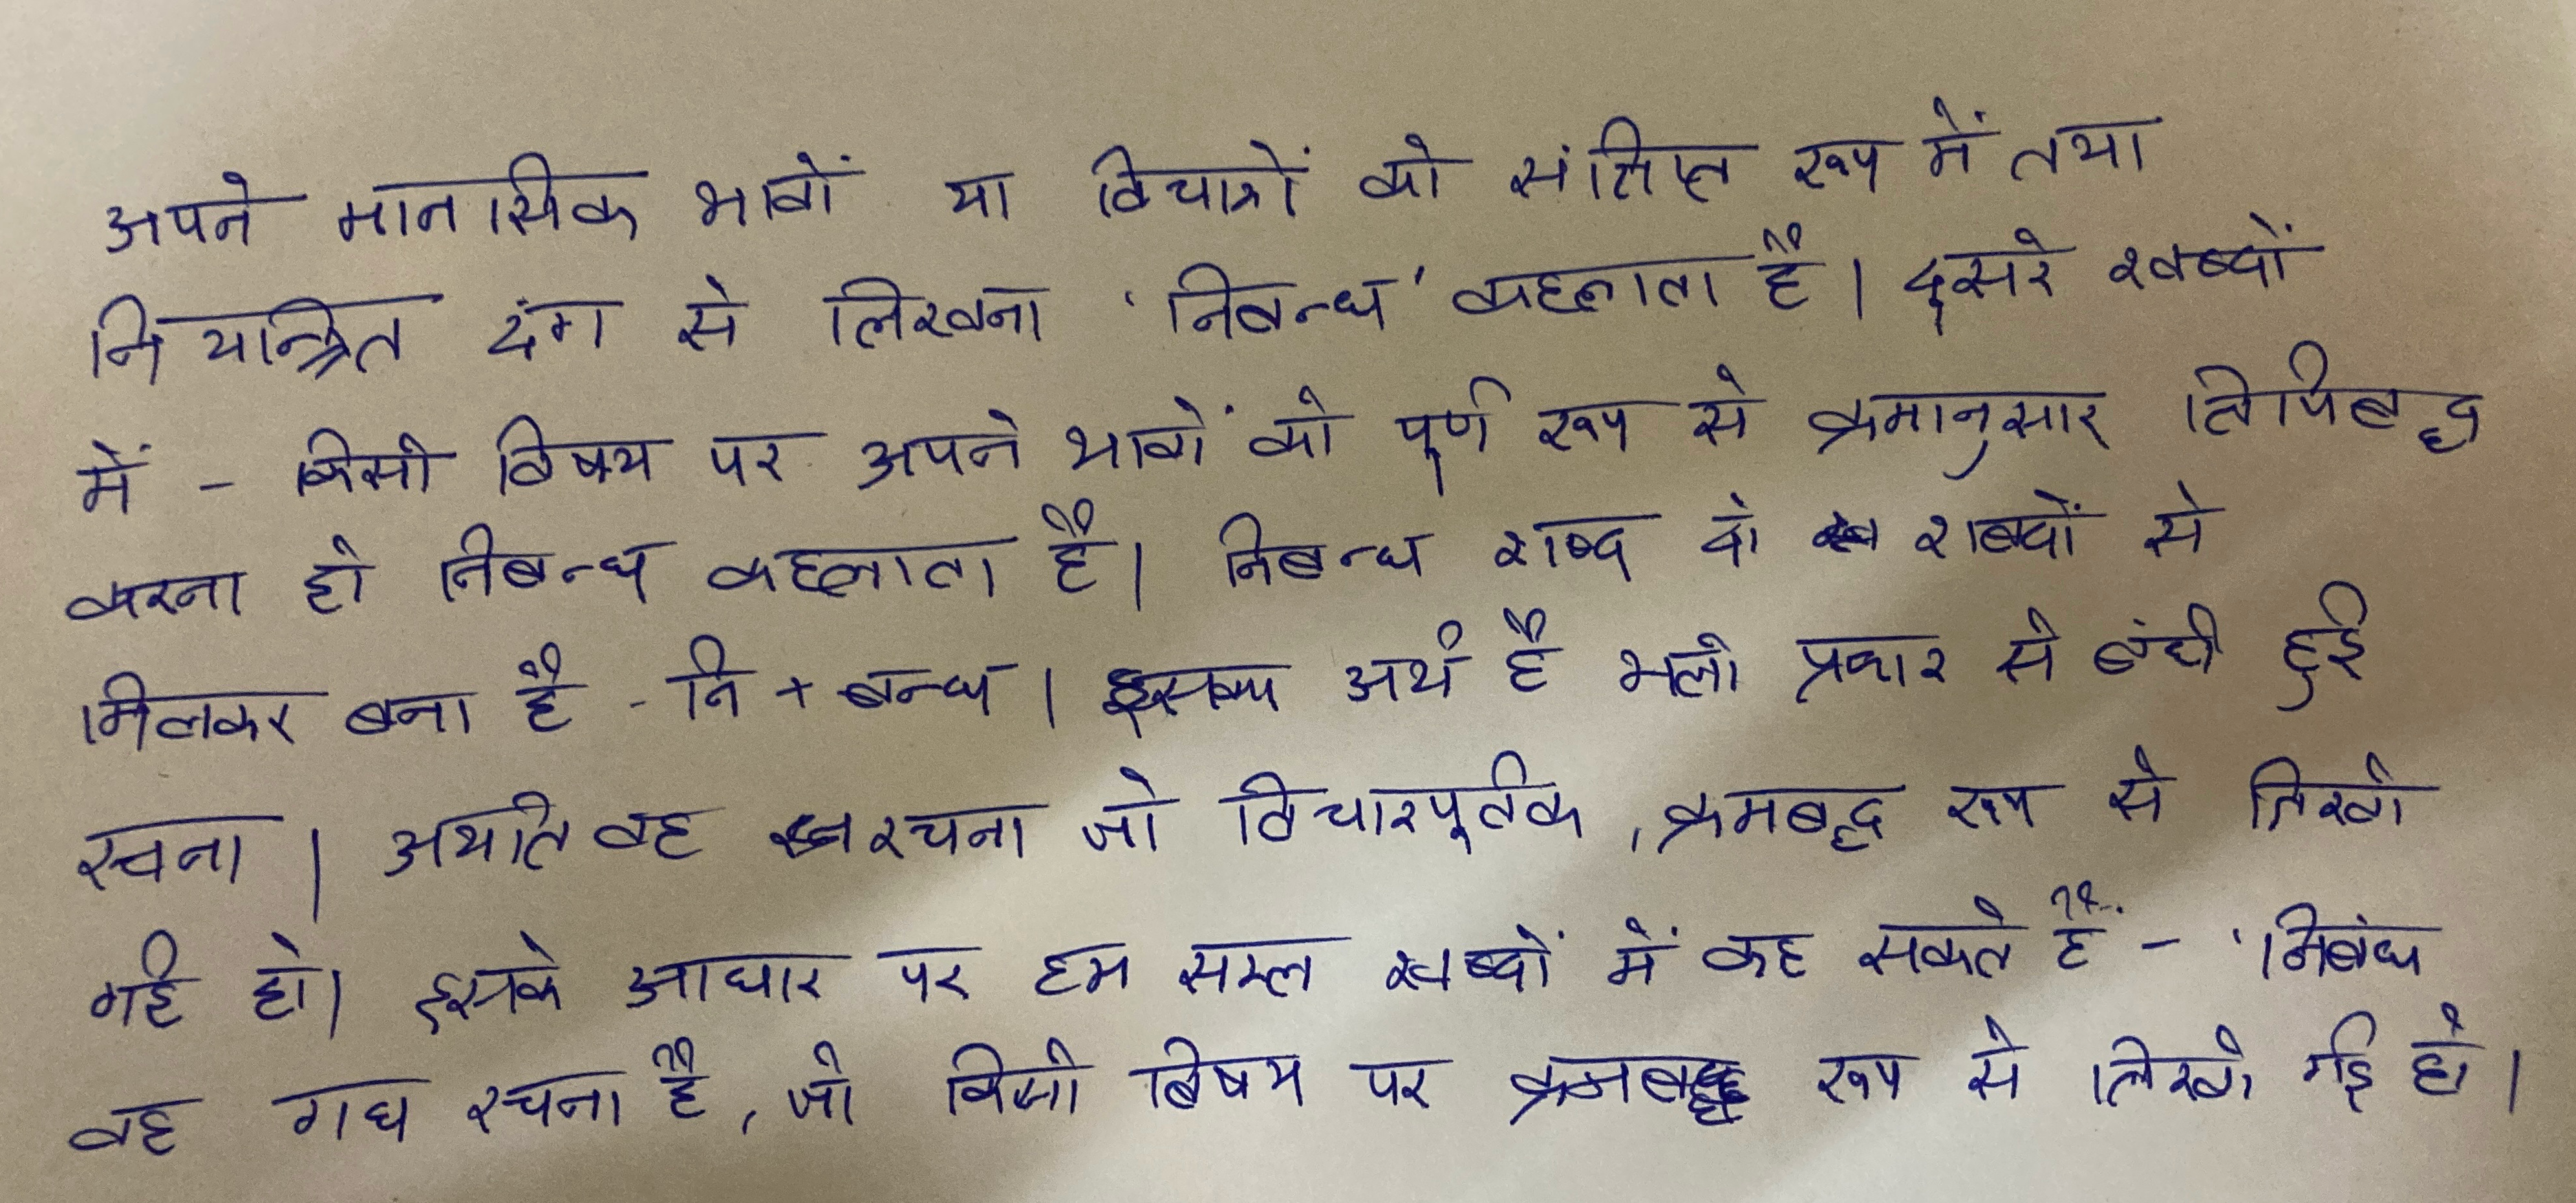 अपने मानसिक भावों या विचारों को संक्षिप्त रूप में तथा
नियन्त्रित ढंग से लिखना 'निबन्ध' कहलाता है। दूसरे शब्दों
में - किसी विषय पर अपने भावों को पूर्ण रूप से क्रमानुसार लिपिबद्ध
करना ही निबन्ध कहलाता है। निबन्ध शब्द दो शब्दों से
मिलकर बना है - नि + बन्ध। इसका अर्थ है भली प्रकार से बंधी हुई
रचना। अर्थात वह रचना जो विचारपूर्वक, क्रमबद्ध रूप से लिखी
गई हो। इसके आधार पर हम सरल शब्दों में कह सकते हैं - 'निबंध
वह गद्य रचना है, जो किसी विषय पर क्रमबद्ध रूप से लिखी गई हो।